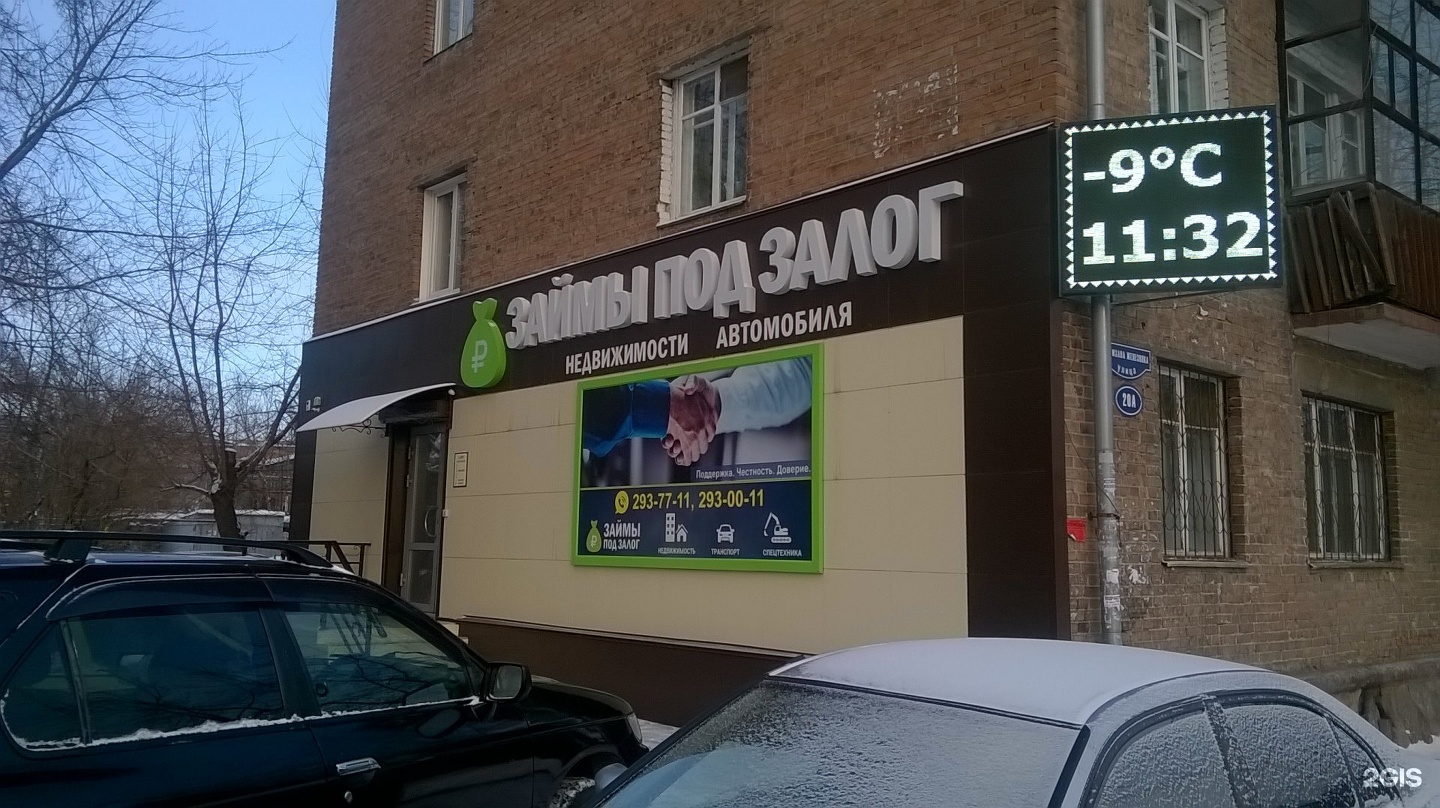 -9°C
11:32
ЗАЙМЫ ПОД ЗАЛОГ
НЕДВИЖИМОСТИ АВТОМОБИЛЯ
₽
Поддержка. Честность. Доверие.
293-77-11, 293-00-11
ЗАЙМЫ
ПОД ЗАЛОГ
НЕДВИЖИМОСТЬ ТРАНСПОРТ СПЕЦТЕХНИКА
улица
20А
2GIS